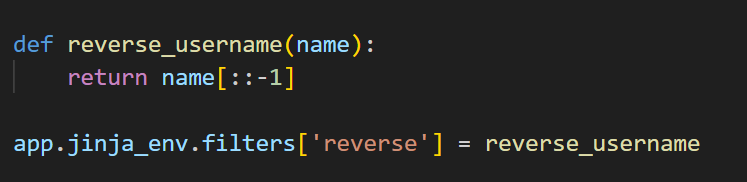 def reverse_username(name):
    return name[::-1]
app.jinja_env.filters['reverse'] = reverse_username